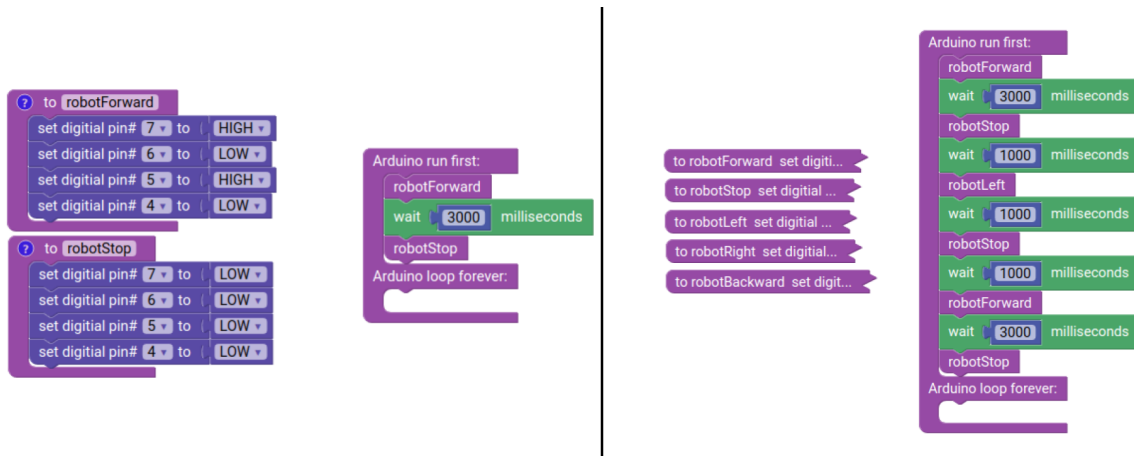 to robotForward
set digitial pin# 7 to HIGH
set digitial pin# 6 to LOW
set digitial pin# 5 to HIGH
set digitial pin# 4 to LOW
? to robotStop
set digitial pin# 7 to LOW
set digitial pin# 6 to LOW
set digitial pin# 5 to LOW
set digitial pin# 4 to LOW
Arduino run first:
robotForward
wait 3000 milliseconds
robotStop
Arduino loop forever:
to robotForward set digiti...
to robotStop set digitial ...
to robotLeft set digitial ...
to robotRight set digitial...
to robotBackward set digit...
Arduino run first:
robotForward
wait 3000 milliseconds
robotStop
wait 1000 milliseconds
robotLeft
wait 1000 milliseconds
robotStop
wait 1000 milliseconds
robotForward
wait 3000 milliseconds
robotStop
Arduino loop forever: